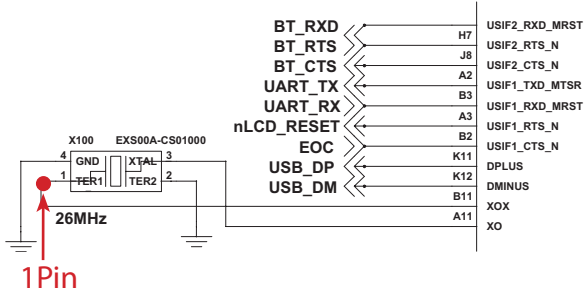 BT_RXD USIF2_RXD_MRST
H7
BT_RTS USIF2_RTS_N
J8
BT_CTS USIF2_CTS_N
A2
UART_TX USIF1_TXD_MTSR
B3
UART_RX USIF1_RXD_MRST
A3
nLCD_RESET USIF1_RTS_N
B2
X100 EXS00A-CS01000 EOC USIF1_CTS_N
K11
4 GND XTAL 3 USB_DP DPLUS
K12
1 TER1 TER2 2 USB_DM DMINUS
B11
XOX
26MHz A11
XO
1Pin